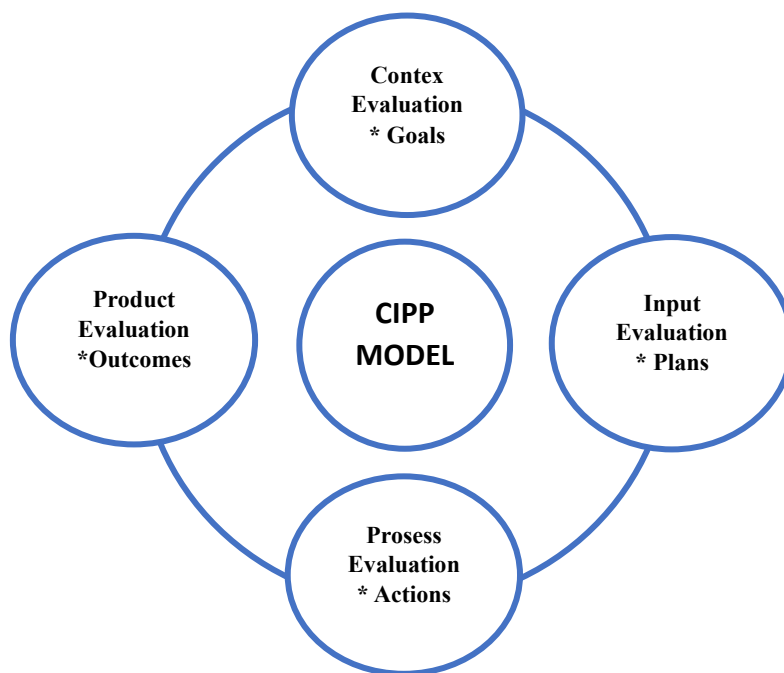 Contex
Evaluation
* Goals
Product
Evaluation
*Outcomes
CIPP
MODEL
Input
Evaluation
* Plans
Prosess
Evaluation
* Actions